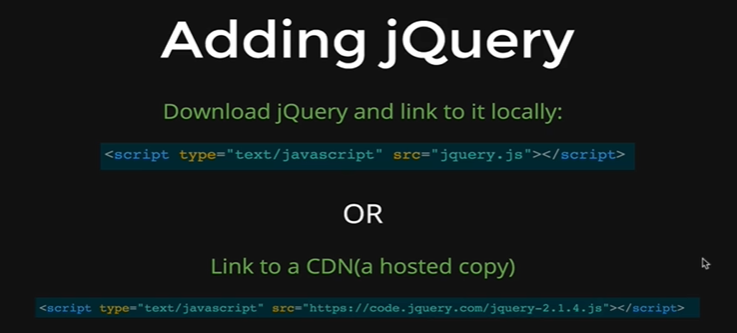 Adding jQuery
Download jQuery and link to it locally:
<script type="text/javascript" src="jquery.js"></script>
OR
Link to a CDN(a hosted copy)
<script type="text/javascript" src="https://code.jquery.com/jquery-2.1.4.js"></script>